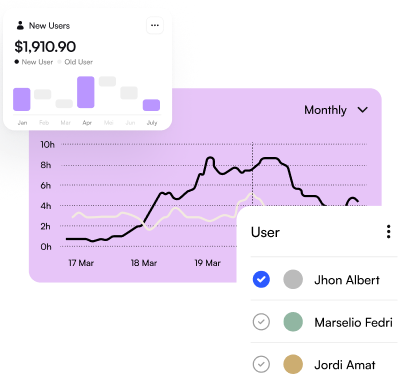 New Users
$1,910.90
New User Old User
Jan Feb Mar Apr May Jun July
Monthly
10h
8h
6h
4h
2h
0h
17 Mar 18 Mar 19 Mar
User
Jhon Albert
Marselio Fedri
Jordi Amat